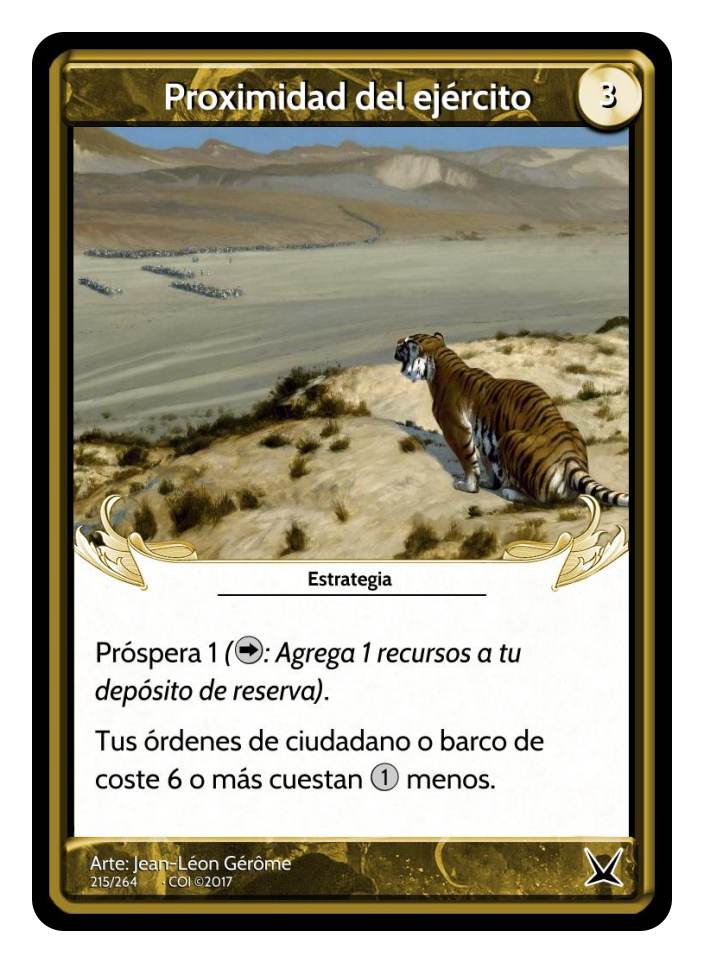 Proximidad del ejército
3
Estrategia
Próspera 1 (➡: Agrega 1 recursos a tu
depósito de reserva).
Tus órdenes de ciudadano o barco de
coste 6 o más cuestan 1 menos.
Arte: Jean-Léon Gérôme
215/264 · COI ©2017